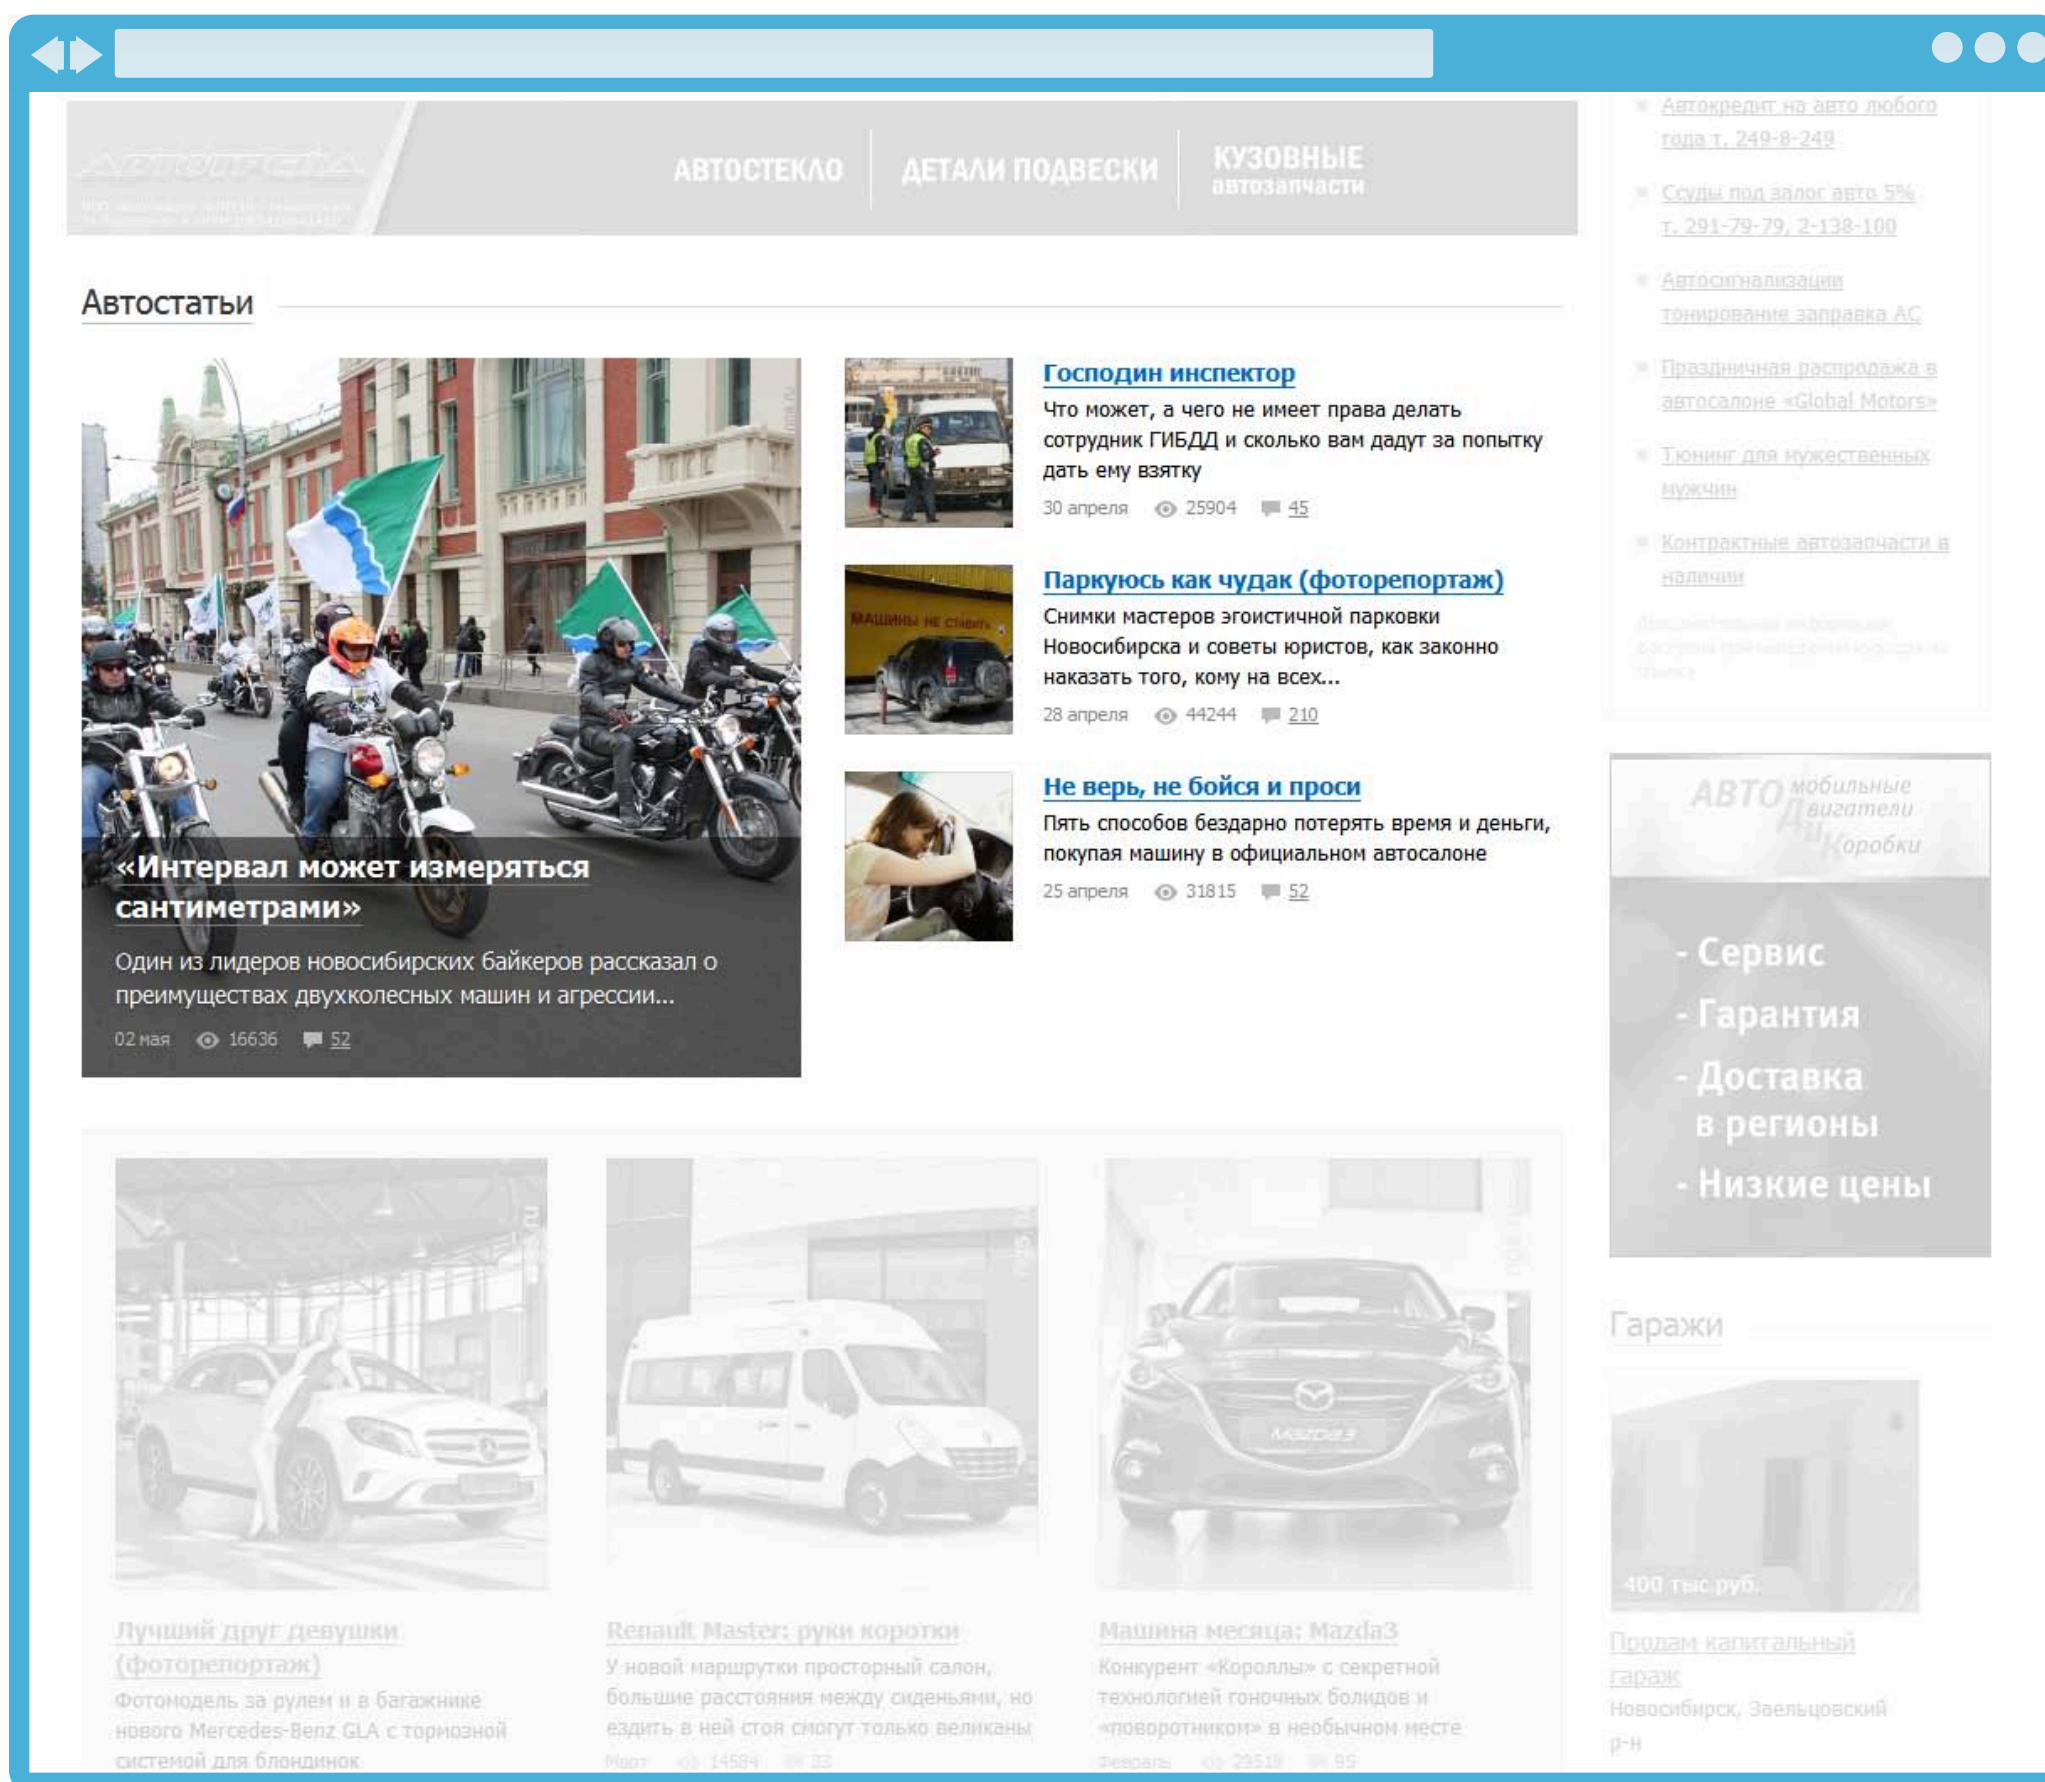 АВТОСТЕКЛО
ДЕТАЛИ ПОДВЕСКИ
КУЗОВНЫЕ
автозапчасти
Автостатьи
«Интервал может измеряться
сантиметрами»
Один из лидеров новосибирских байкеров рассказал о
преимуществах двухколесных машин и агрессии...
02 мая 16636 52
Господин инспектор
Что может, а чего не имеет права делать
сотрудник ГИБДД и сколько вам дадут за попытку
дать ему взятку
30 апреля 25904 45
МАШИНЫ НЕ СТАВИТЬ
Паркуюсь как чудак (фоторепортаж)
Снимки мастеров эгоистичной парковки
Новосибирска и советы юристов, как законно
наказать того, кому на всех...
28 апреля 44244 210
Не верь, не бойся и проси
Пять способов бездарно потерять время и деньги,
покупая машину в официальном автосалоне
25 апреля 31815 52
Лучший друг девушки
(фоторепортаж)
Фотомодель за рулем и в багажнике
нового Mercedes-Benz GLA с тормозной
системой для блондинок
Renault Master: руки коротки
У новой маршрутки просторный салон,
большие расстояния между сиденьями, но
ездить в ней стоя смогут только великаны
Март 14584 33
Mazda3
Машина месяца: Mazda3
Конкурент «Короллы» с секретной
технологией гоночных болидов и
«поворотником» в необычном месте
Февраль 29519 95
Автокредит на авто любого
года т. 249-8-249
Ссуды под залог авто 5%
т. 291-79-79, 2-138-100
Автосигнализации
тонирование заправка АС
Праздничная распродажа в
автосалоне «Global Motors»
Тюнинг для мужественных
мужчин
Контрактные автозапчасти в
наличии
АВТОмобильные
Двигатели
и
Коробки
- Сервис
- Гарантия
- Доставка
в регионы
- Низкие цены
Гаражи
400 тыс.руб.
Продам капитальный
гараж
Новосибирск, Заельцовский
р-н